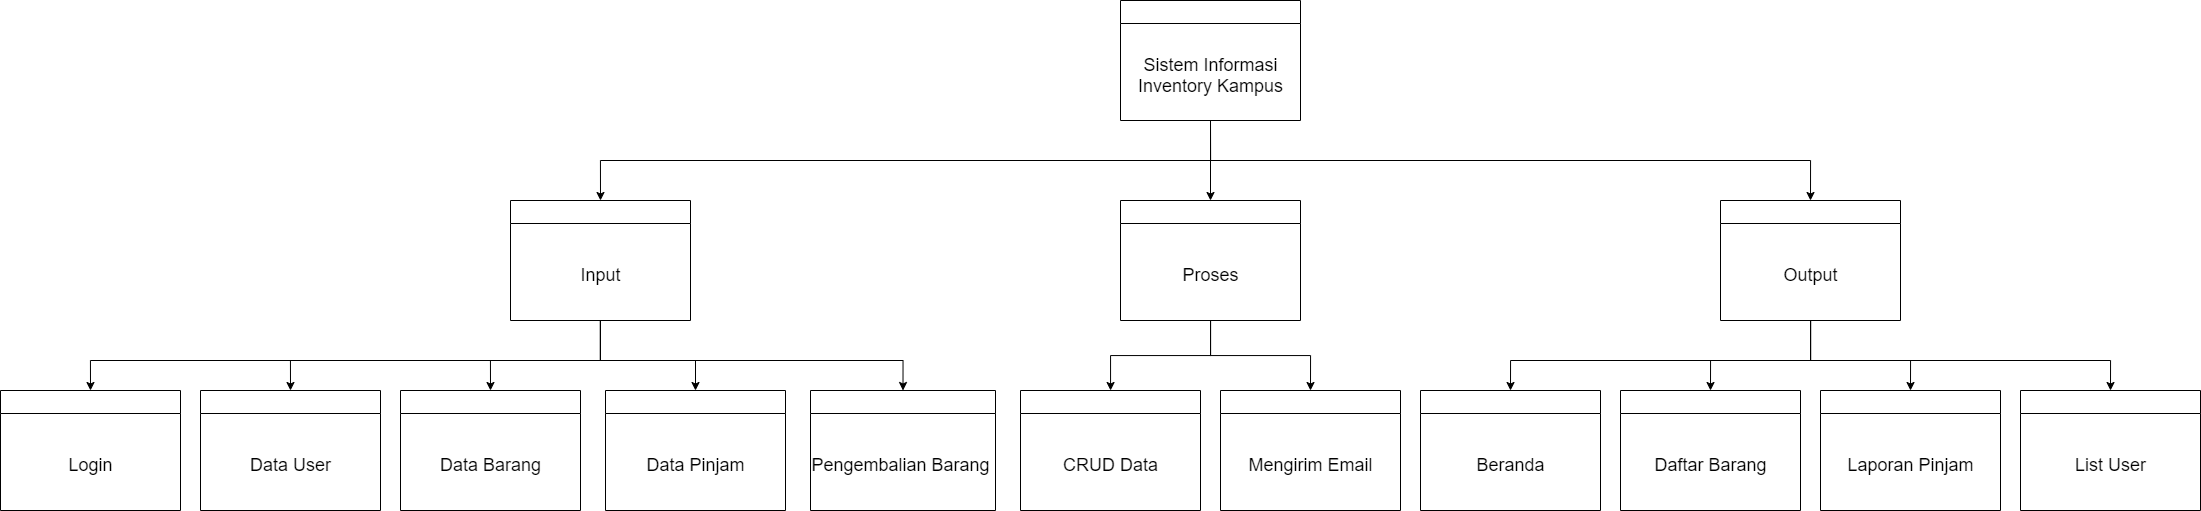 Sistem Informasi
Inventory Kampus
Input
Proses
Output
Login
Data User
Data Barang
Data Pinjam
Pengembalian Barang
CRUD Data
Mengirim Email
Beranda
Daftar Barang
Laporan Pinjam
List User